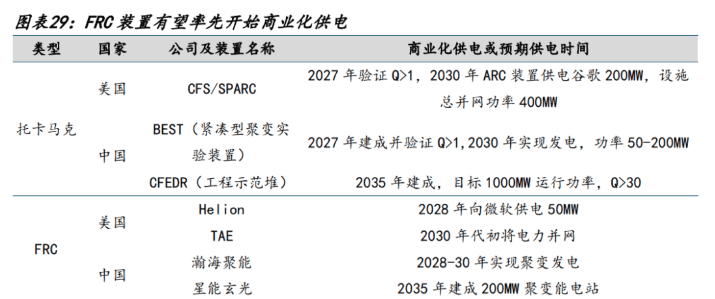 图表29：FRC装置有望率先开始商业化供电
类型 国家 公司及装置名称 商业化供电或预期供电时间
托卡马克 美国 CFS/SPARC 2027年验证Q>1，2030年ARC装置供电谷歌200MW，设施
总并网功率400MW
中国 BEST（紧凑型聚变实
验装置） 2027年建成并验证Q>1,2030年实现发电，功率50-200MW
CFEDR（工程示范堆） 2035年建成，目标1000MW运行功率，Q>30
FRC 美国 Helion 2028年向微软供电50MW
TAE 2030年代初将电力并网
中国 瀚海聚能 2028-30年实现聚变发电
星能玄光 2035年建成200MW聚变能电站